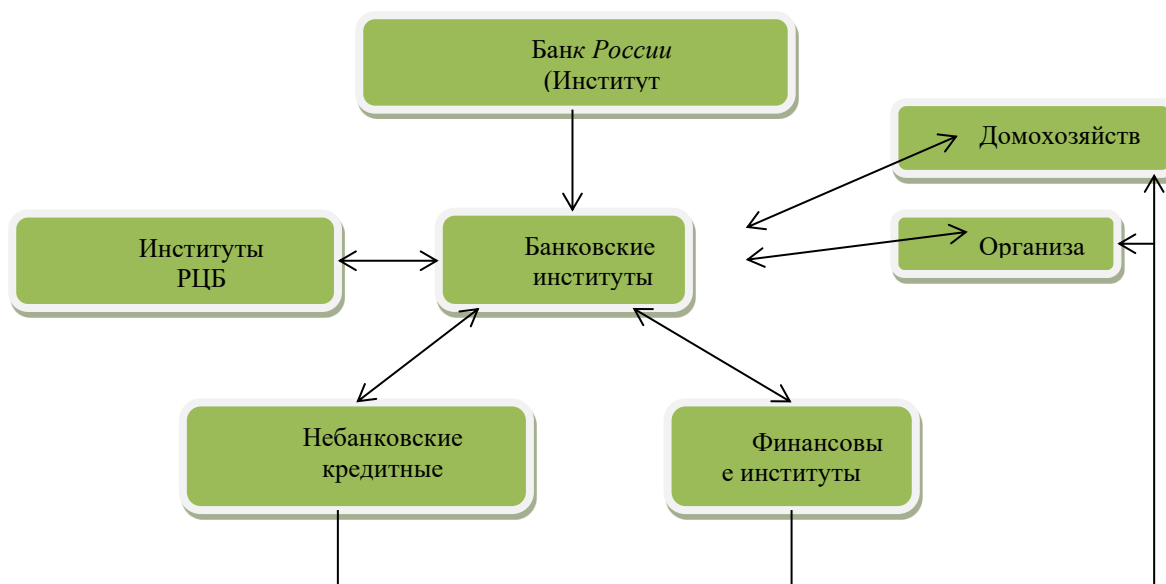 Банк России
(Институт
Домохозяйств
Институты
РЦБ
Банковские
институты
Организа
Небанковские
кредитные
Финансовы
е институты